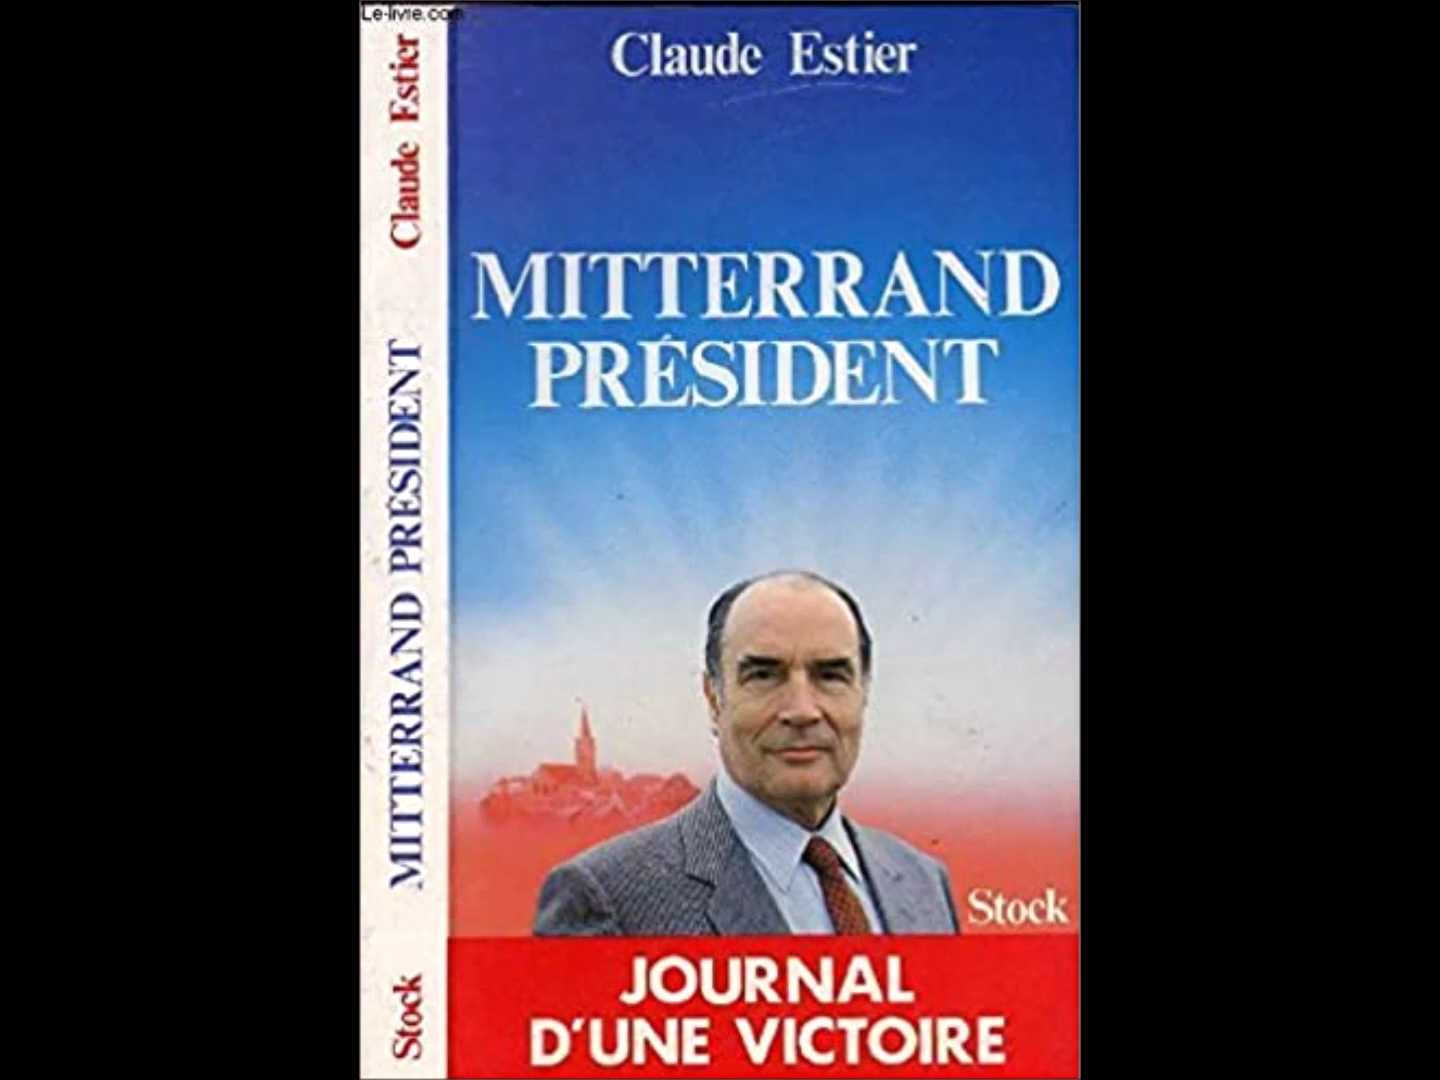 Le-livre.com
Claude Estier
MITTERRAND PRÉSIDENT
Stock
Claude Estier
MITTERRAND
PRÉSIDENT
Stock
JOURNAL
D'UNE VICTOIRE